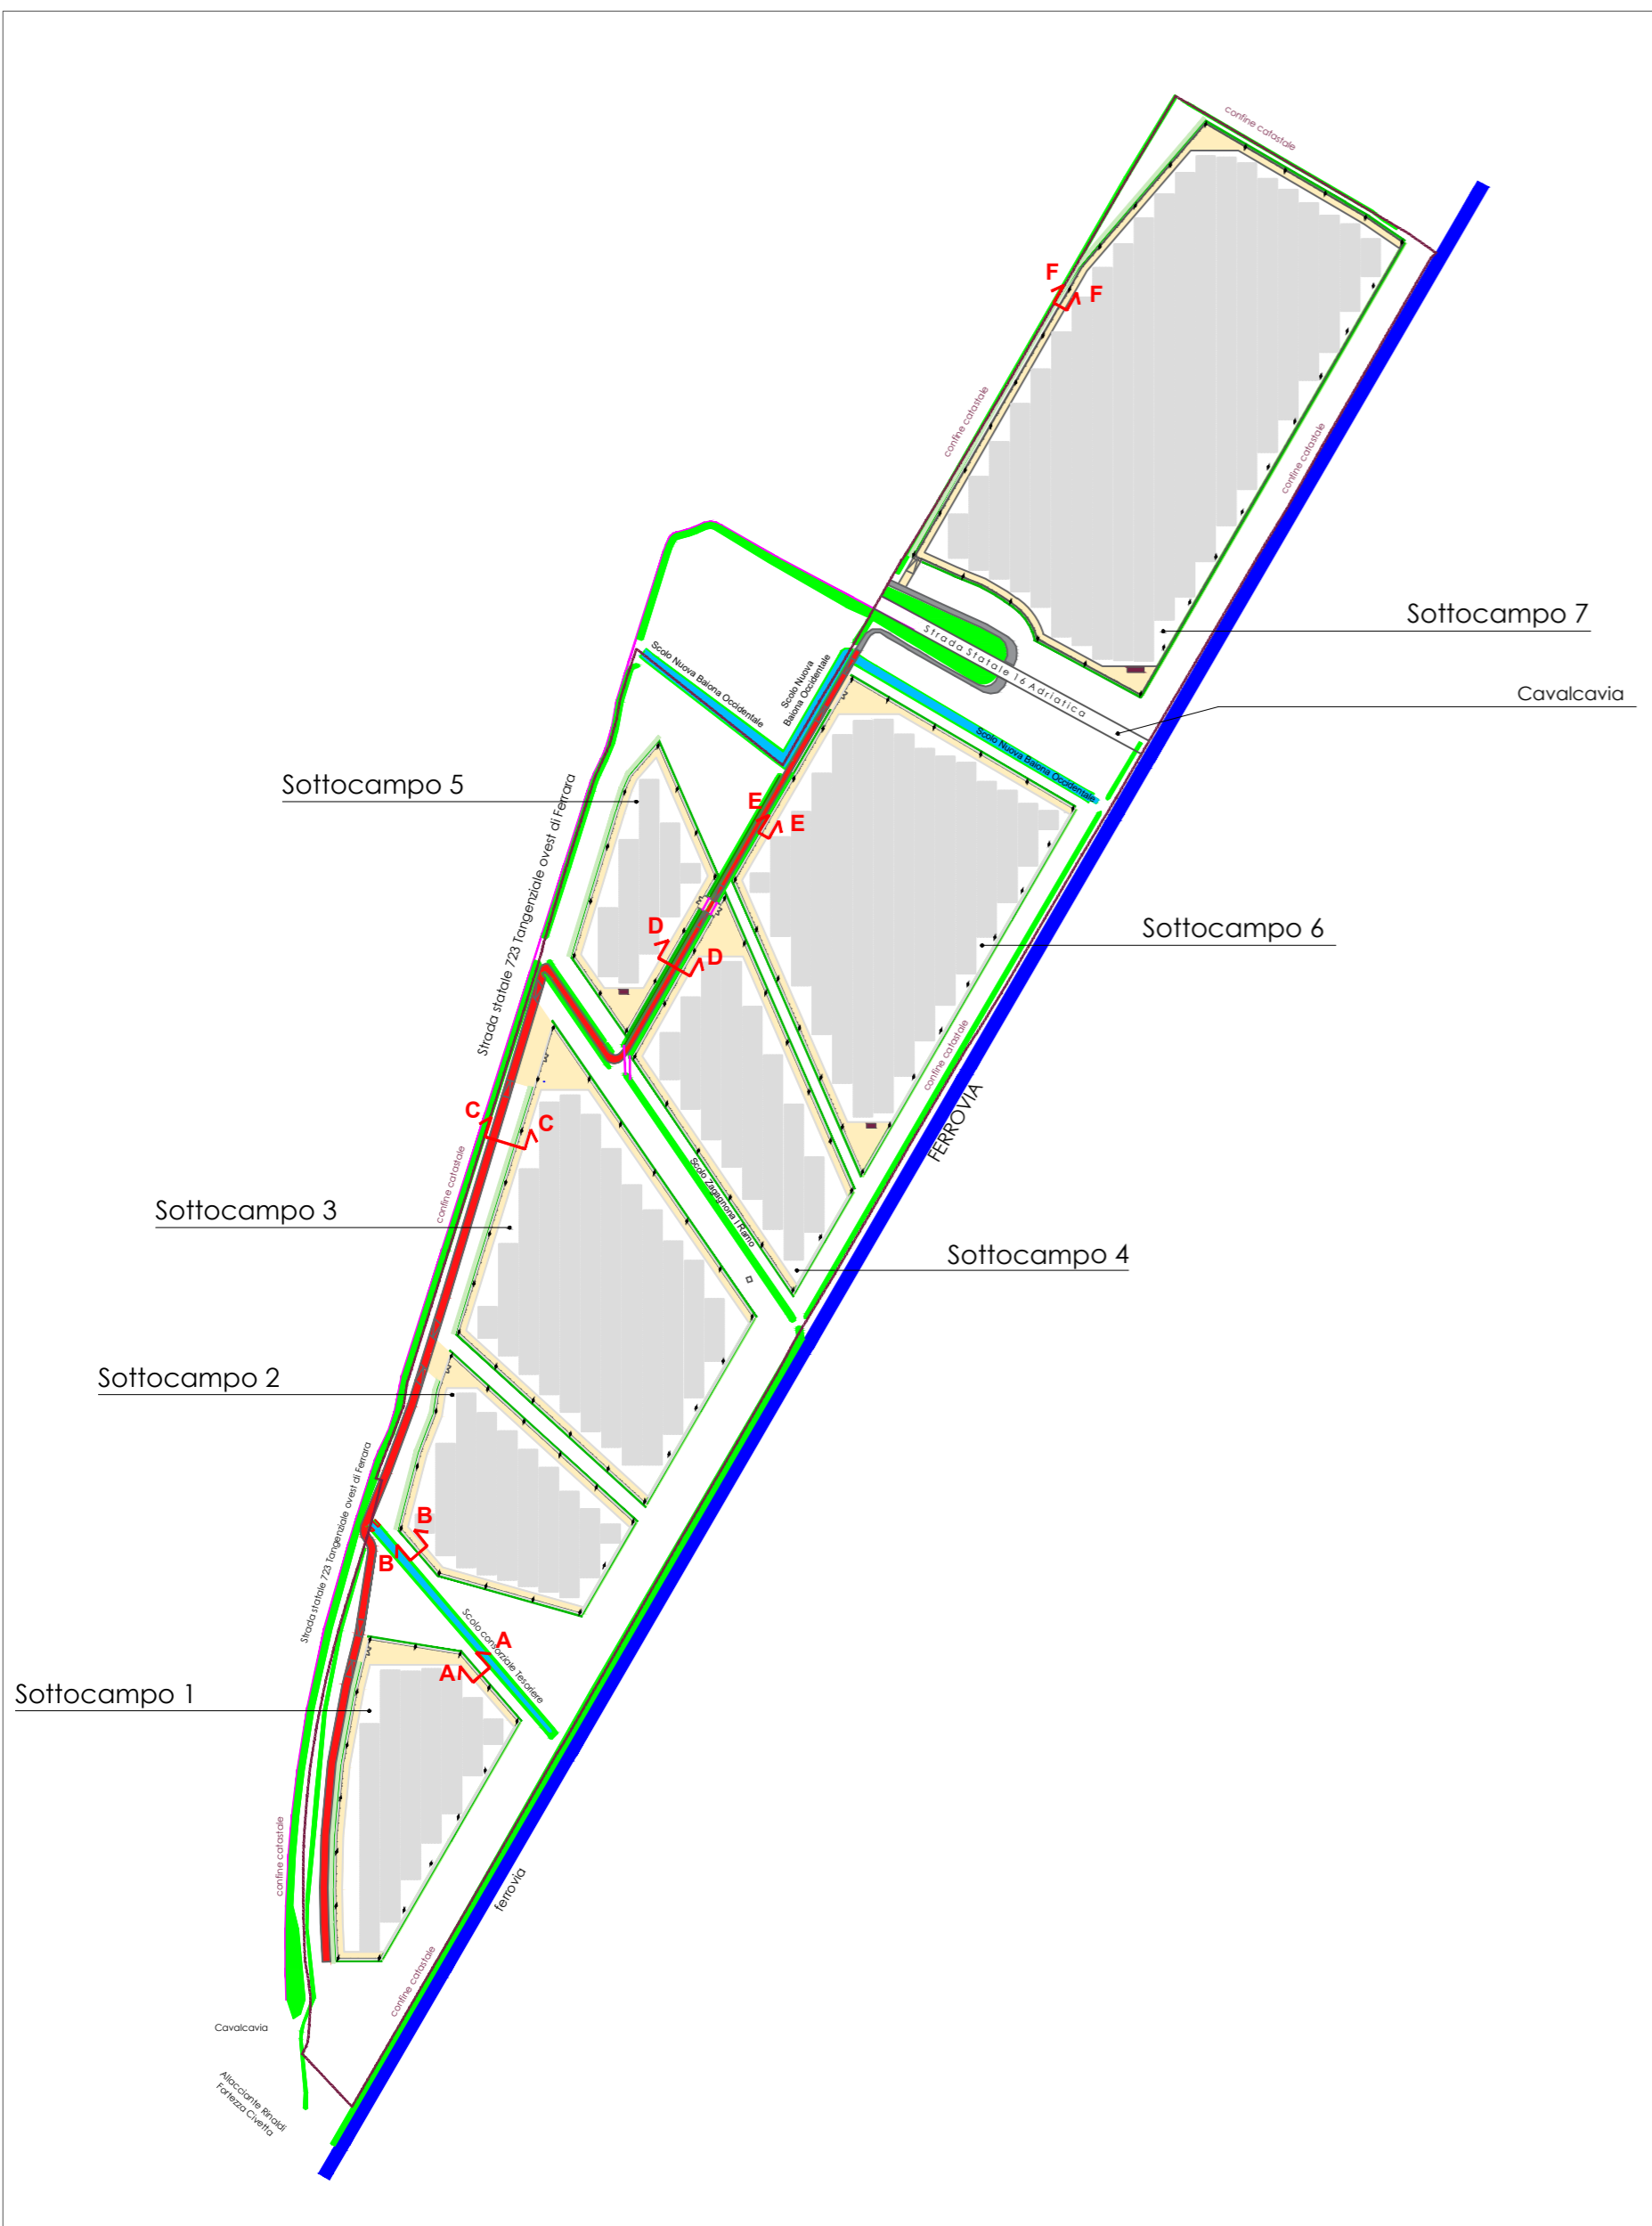 confine catastale
F
F
confine catastale
confine catastale
Sottocampo 7
Strada Statale 16 Adriatica
Cavalcavia
Scolo Nuova Baiona Occidentale
Scolo Nuova
Baiona Occidentale
Scolo Nuova Baiona Occidentale
Sottocampo 5
E
E
Strada statale 723 Tangenziale ovest di Ferrara
Sottocampo 6
D
D
confine catastale
FERROVIA
C
C
confine catastale
Scolo Zagagnona I Ramo
Sottocampo 3
Sottocampo 4
Sottocampo 2
Strada statale 723 Tangenziale ovest di Ferrara
B
B
Scolo consorziale Tesoriere
A
A
Sottocampo 1
confine catastale
ferrovia
confine catastale
Cavalcavia
Allacciante Rinaldi
Fortezza Civetta